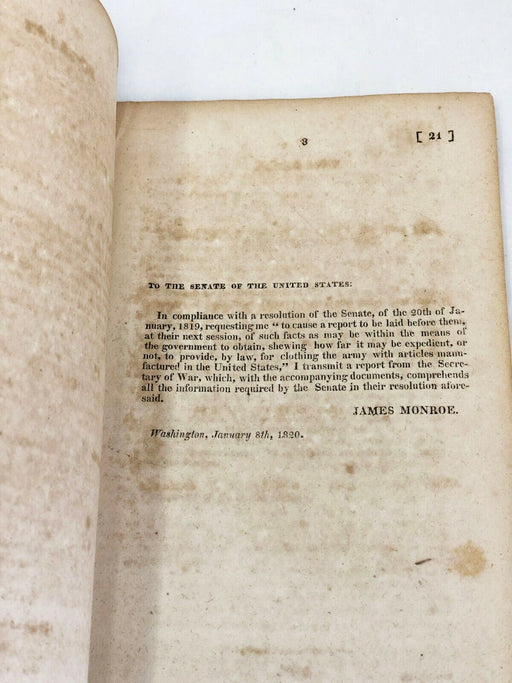 3 [ 21 ]
TO THE SENATE OF THE UNITED STATES:
In compliance with a resolution of the Senate, of the 20th of Ja-
nuary, 1819, requesting me "to cause a report to be laid before them,
at their next session, of such facts as may be within the means of
the government to obtain, shewing how far it may be expedient, or
not, to provide, by law, for clothing the army with articles manu-
factured in the United States," I transmit a report from the Secre-
tary of War, which, with the accompanying documents, comprehends
all the information required by the Senate in their resolution afore-
said.
JAMES MONROE.
Washington, January 8th, 1820.